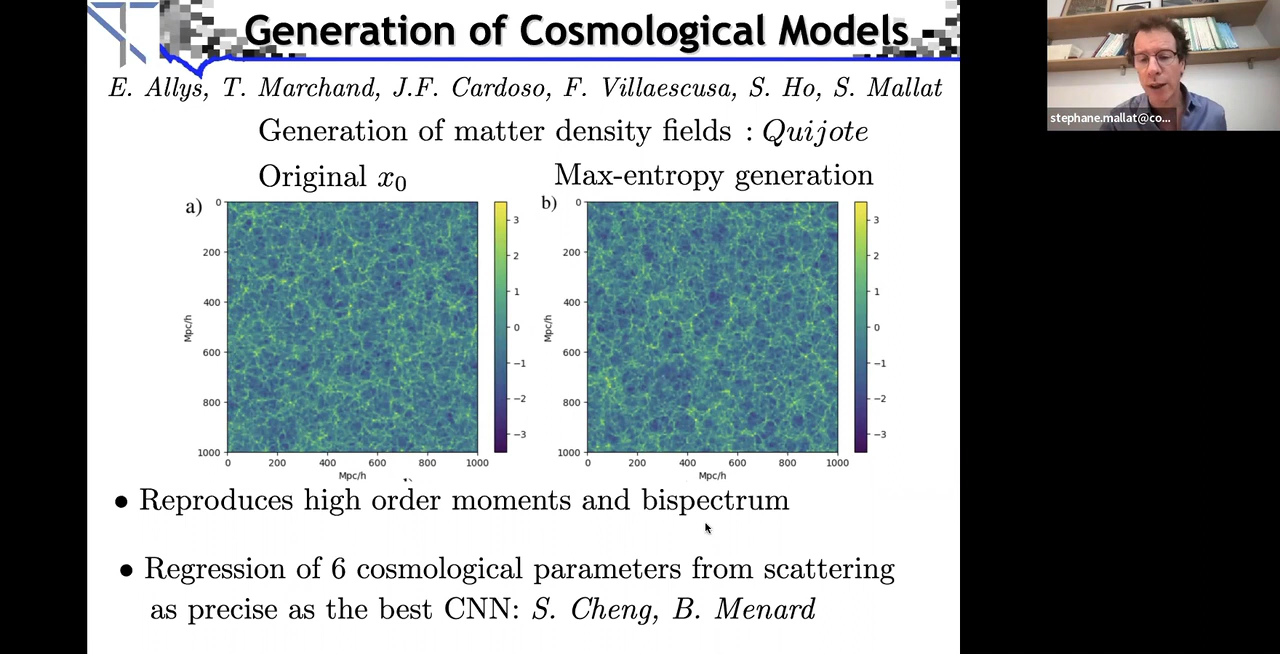 Generation of Cosmological Models -
E. Allys, T. Marchand, J.F. Cardoso, F. Villaescusa, S. Ho, S. Mallat
Generation of matter density fields : Quijote
Original x₀
Max-entropy generation
a)
0
200
400
600
800
1000
Mpc/h
0 200 400 600 800 1000
Mpc/h
3
2
1
0
−1
−2
−3
b)
0
200
400
600
800
1000
Mpc/h
0 200 400 600 800 1000
Mpc/h
3
2
1
0
−1
−2
−3
• Reproduces high order moments and bispectrum
• Regression of 6 cosmological parameters from scattering
as precise as the best CNN: S. Cheng, B. Menard
stephane.mallat@co...